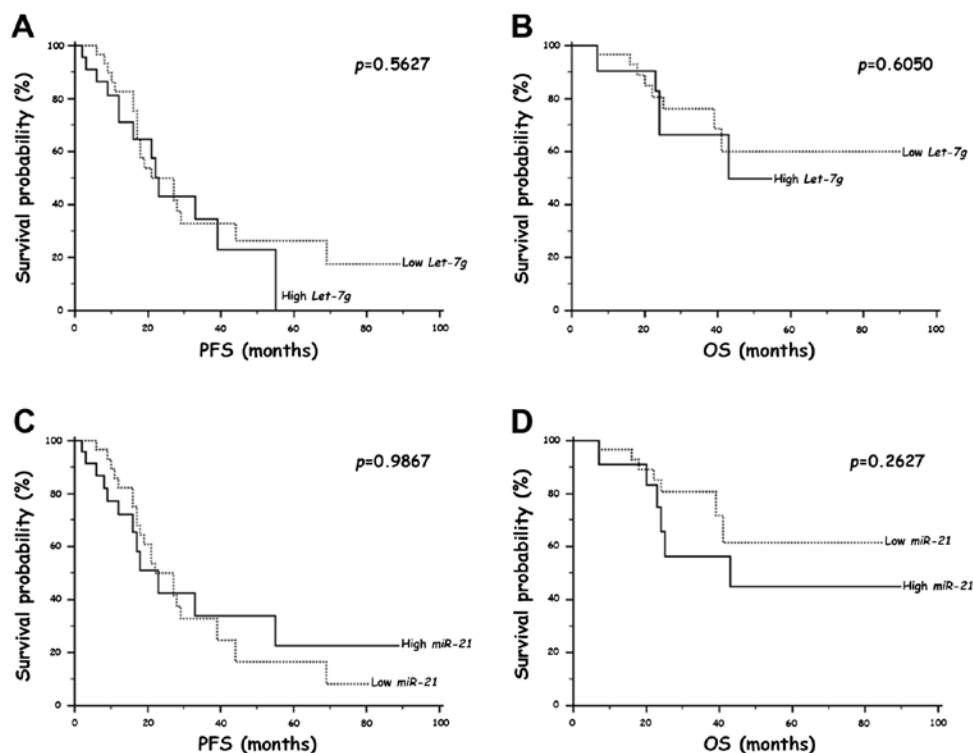 A
B
Survival probability (%)
100
80
60
40
20
0
p=0.5627
Low Let-7g
High Let-7g
0 20 40 60 80 100
PFS (months)
Survival probability (%)
100
80
60
40
20
0
p=0.6050
Low Let-7g
High Let-7g
0 20 40 60 80 100
OS (months)
C
D
Survival probability (%)
100
80
60
40
20
0
p=0.9867
High miR-21
Low miR-21
0 20 40 60 80 100
PFS (months)
Survival probability (%)
100
80
60
40
20
0
p=0.2627
Low miR-21
High miR-21
0 20 40 60 80 100
OS (months)